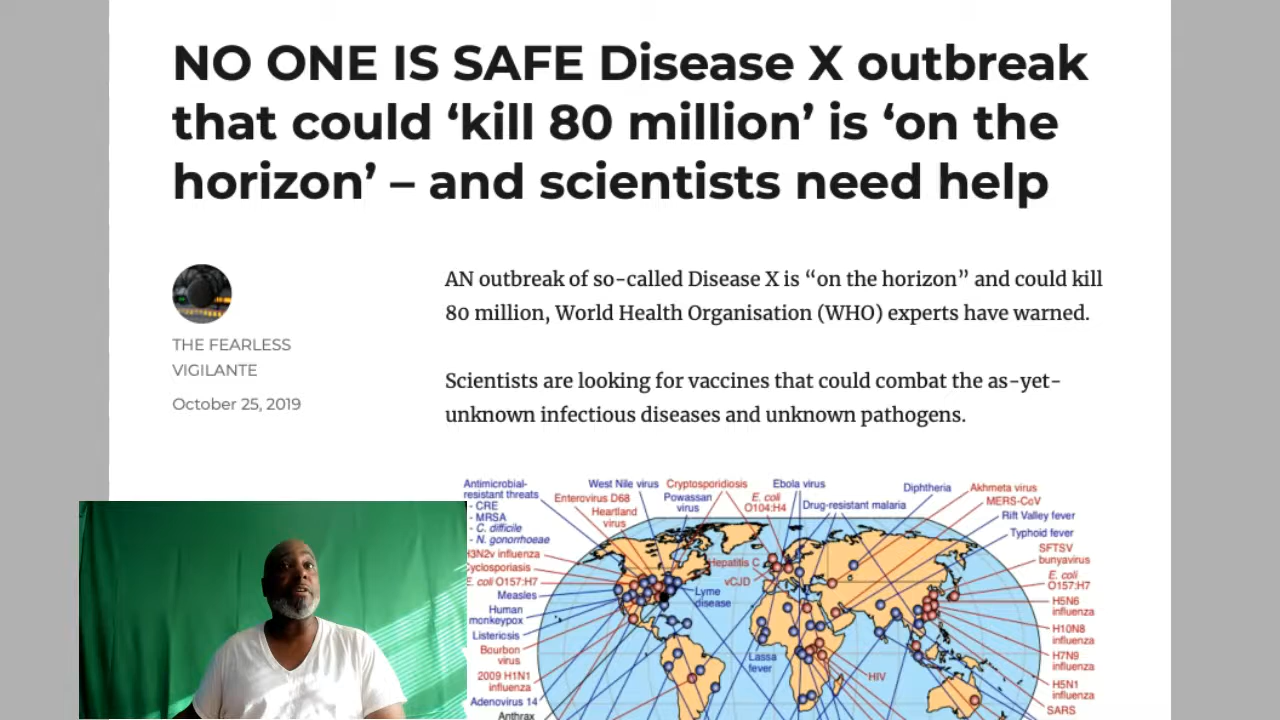 NO ONE IS SAFE Disease X outbreak
that could ‘kill 80 million’ is ‘on the
horizon’ – and scientists need help
THE FEARLESS
VIGILANTE
October 25, 2019
AN outbreak of so-called Disease X is “on the horizon” and could kill
80 million, World Health Organisation (WHO) experts have warned.
Scientists are looking for vaccines that could combat the as-yet-
unknown infectious diseases and unknown pathogens.
Antimicrobial-
resistant threats
- CRE
- MRSA
- C. difficile
- N. gonorrhoeae
H3N2v influenza
Cyclosporiasis
E. coli O157:H7
Measles
Human
monkeypox
Listeriosis
Bourbon
virus
2009 H1N1
influenza
Adenovirus 14
Anthrax
Enterovirus D68
Heartland
virus
West Nile virus
Powassan
virus
Cryptosporidiosis
E. coli
O104:H4
Ebola virus
Drug-resistant malaria
Diphtheria
Akhmeta virus
MERS-CoV
Rift Valley fever
Typhoid fever
SFTSV
bunyavirus
E. coli
O157:H7
H5N6
influenza
H10N8
influenza
H7N9
influenza
H5N1
influenza
SARS
Hepatitis C
vCJD
Lyme
disease
Lassa
fever
HIV